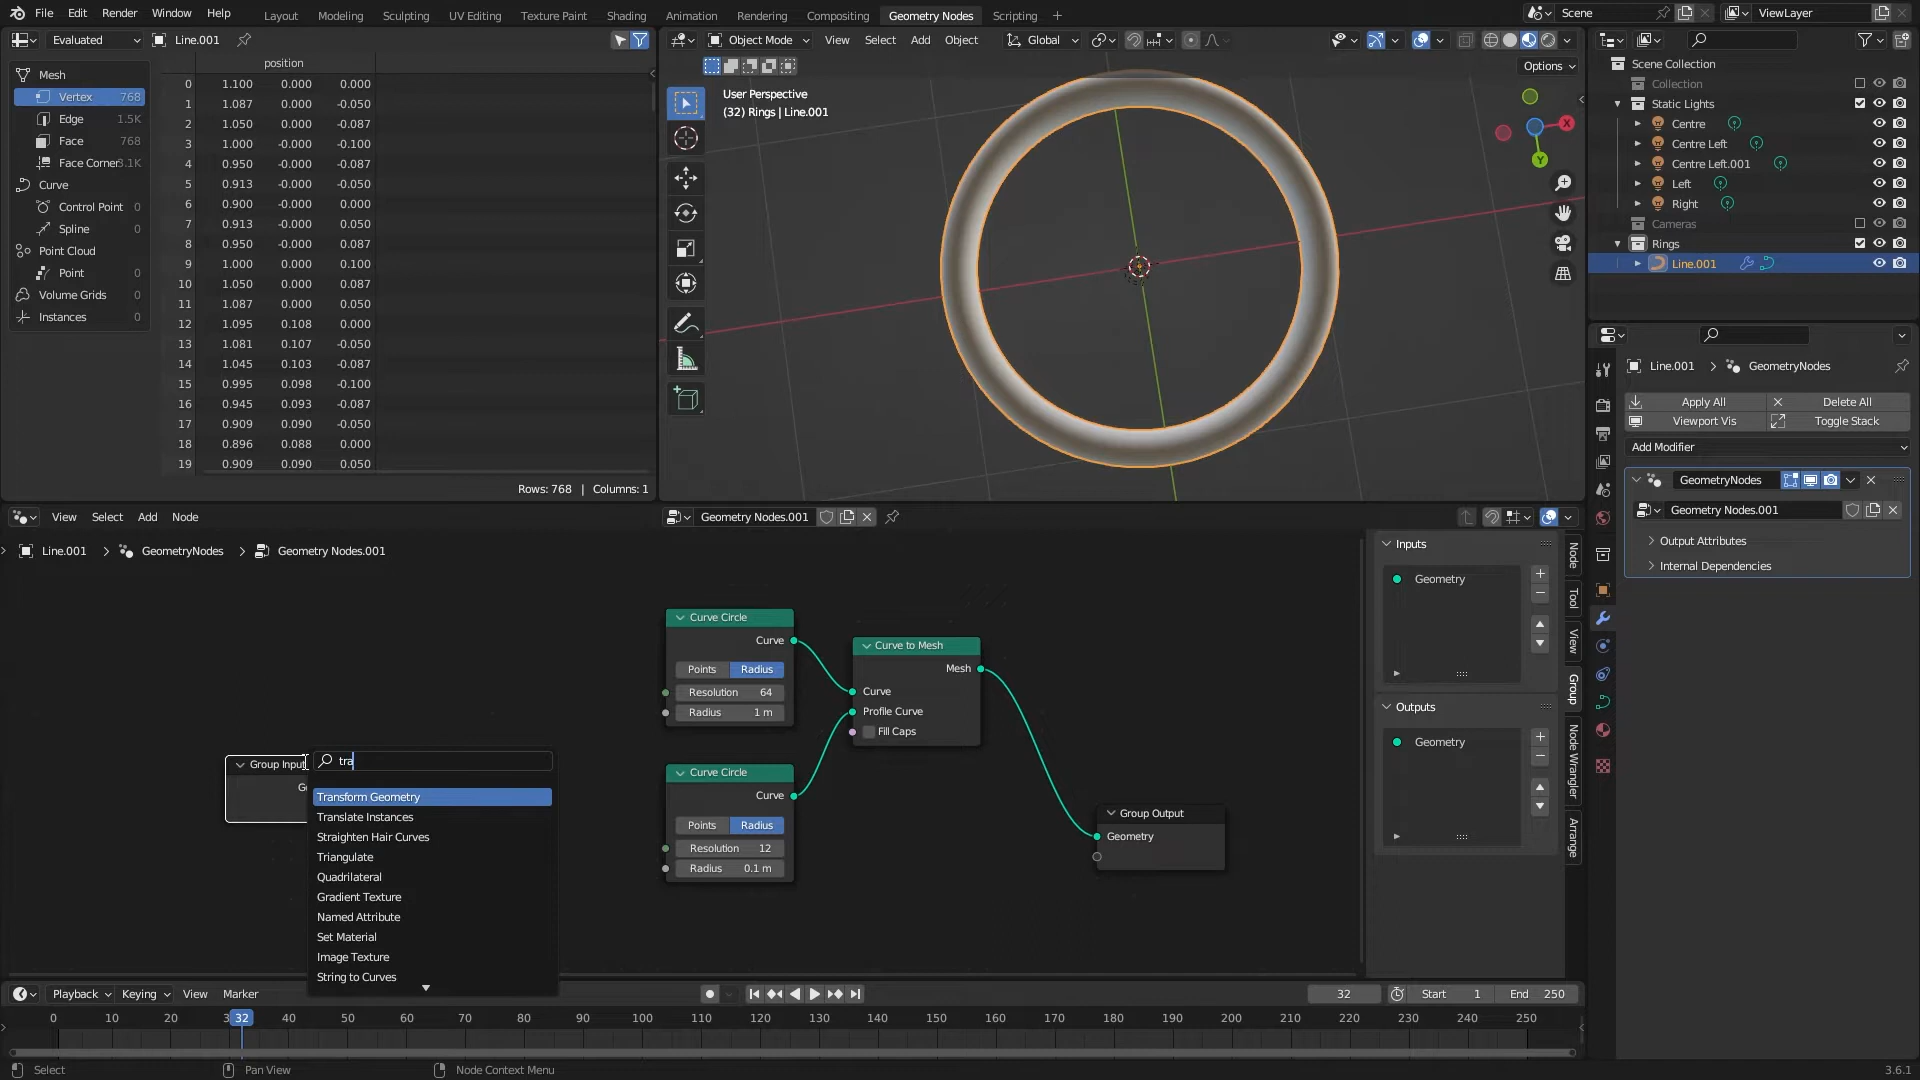 File Edit Render Window Help Layout Modeling Sculpting UV Editing Texture Paint Shading Animation Rendering Compositing Geometry Nodes Scripting + Scene ViewLayer
Evaluated Line.001
Object Mode View Select Add Object Global
Options
position
Mesh
Vertex 768
Edge 1.5K
Face 768
Face Corner 3.1K
Curve
Control Point 0
Spline 0
Point Cloud
Point 0
Volume Grids 0
Instances 0
0 1.100 0.000 0.000
1 1.087 0.000 -0.050
2 1.050 0.000 -0.087
3 1.000 -0.000 -0.100
4 0.950 -0.000 -0.087
5 0.913 -0.000 -0.050
6 0.900 -0.000 0.000
7 0.913 -0.000 0.050
8 0.950 -0.000 0.087
9 1.000 0.000 0.100
10 1.050 0.000 0.087
11 1.087 0.000 0.050
12 1.095 0.108 0.000
13 1.081 0.107 -0.050
14 1.045 0.103 -0.087
15 0.995 0.098 -0.100
16 0.945 0.093 -0.087
17 0.909 0.090 -0.050
18 0.896 0.088 0.000
19 0.909 0.090 0.050
Rows: 768 | Columns: 1
User Perspective
(32) Rings | Line.001
X
Y
Scene Collection
Collection
Static Lights
Centre
Centre Left
Centre Left.001
Left
Right
Cameras
Rings
Line.001
Line.001 > GeometryNodes
Apply All Delete All
Viewport Vis Toggle Stack
Add Modifier
GeometryNodes
Geometry Nodes.001
Output Attributes
Internal Dependencies
View Select Add Node Geometry Nodes.001
Line.001 > GeometryNodes > Geometry Nodes.001
Curve Circle
Curve
Points Radius
Resolution 64
Radius 1 m
Curve to Mesh
Mesh
Curve
Profile Curve
Fill Caps
Curve Circle
Curve
Points Radius
Resolution 12
Radius 0.1 m
Group Output
Geometry
Group Input
tra
Transform Geometry
Translate Instances
Straighten Hair Curves
Triangulate
Quadrilateral
Gradient Texture
Named Attribute
Set Material
Image Texture
String to Curves
Inputs
Geometry
Outputs
Geometry
Node
Tool
View
Group
Node Wrangler
Arrange
Playback Keying View Marker 32 Start 1 End 250
0 10 20 3 32 40 50 60 70 80 90 100 110 120 130 140 150 160 170 180 190 200 210 220 230 240 250
Select Pan View Node Context Menu 3.6.1